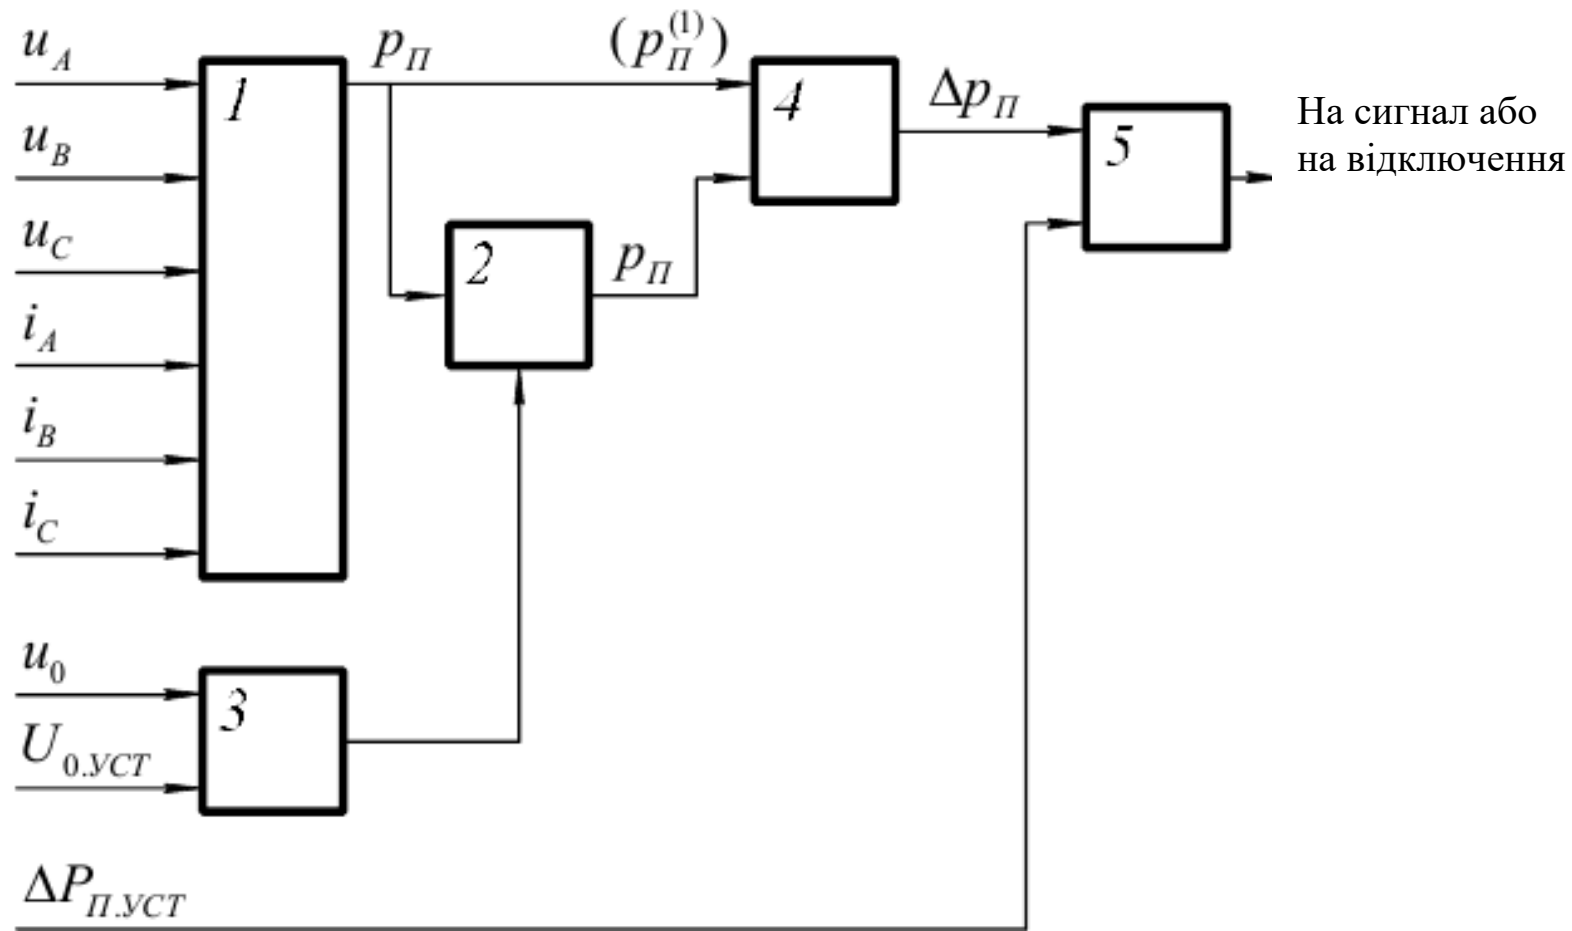 u_A
p_П
(p_П^(1))
1
4
Δp_П
5
На сигнал або
на відключення
u_B
u_C
2
p_П
i_A
i_B
i_C
u_0
3
U_0.УСТ
ΔP_П.УСТ